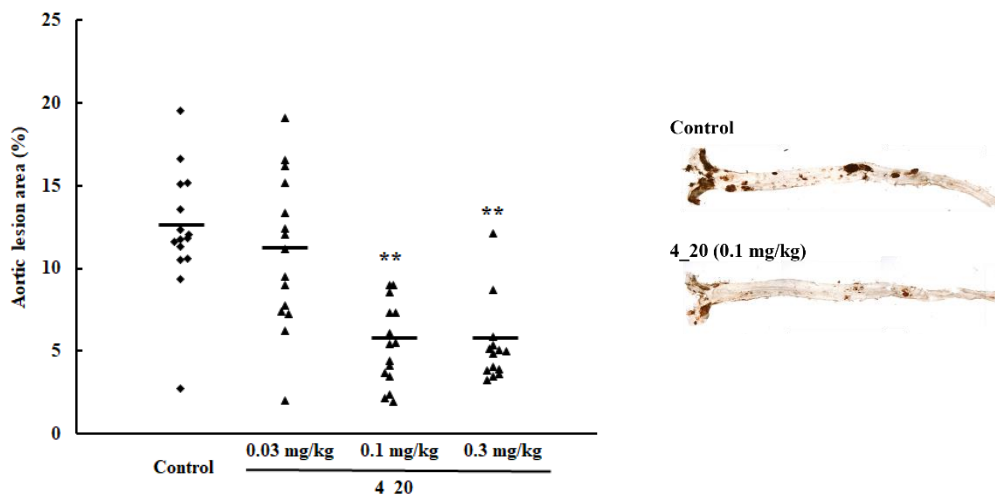 Aortic lesion area (%)
25
20
15
10
5
0
**
**
Control
0.03 mg/kg
0.1 mg/kg
0.3 mg/kg
4_20
Control
4_20 (0.1 mg/kg)